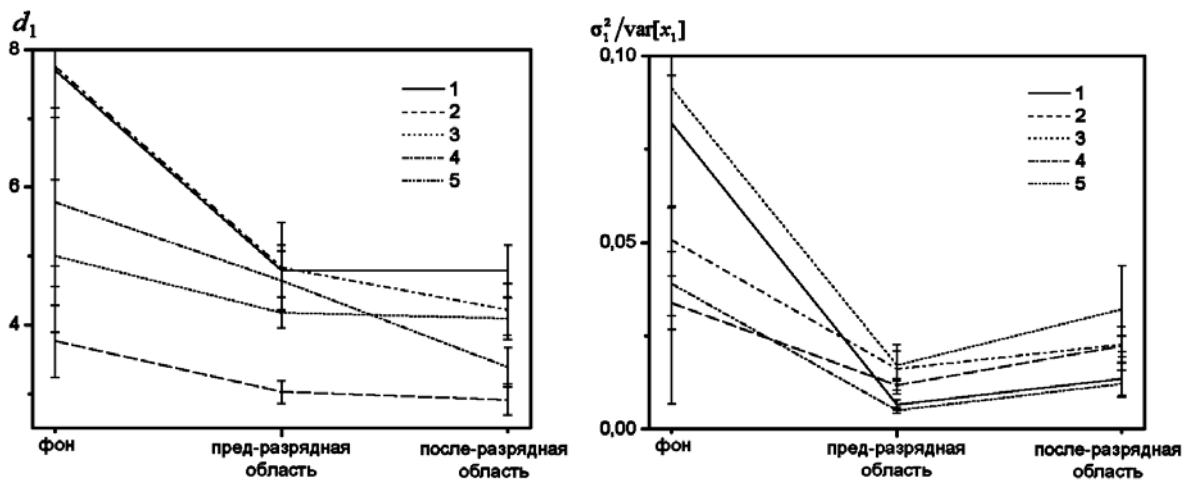 d₁
8
6
4
1
2
3
4
5
фон
пред-разрядная
область
после-разрядная
область
σ₁²/var[x₁]
0,10
0,05
0,00
1
2
3
4
5
фон
пред-разрядная
область
после-разрядная
область